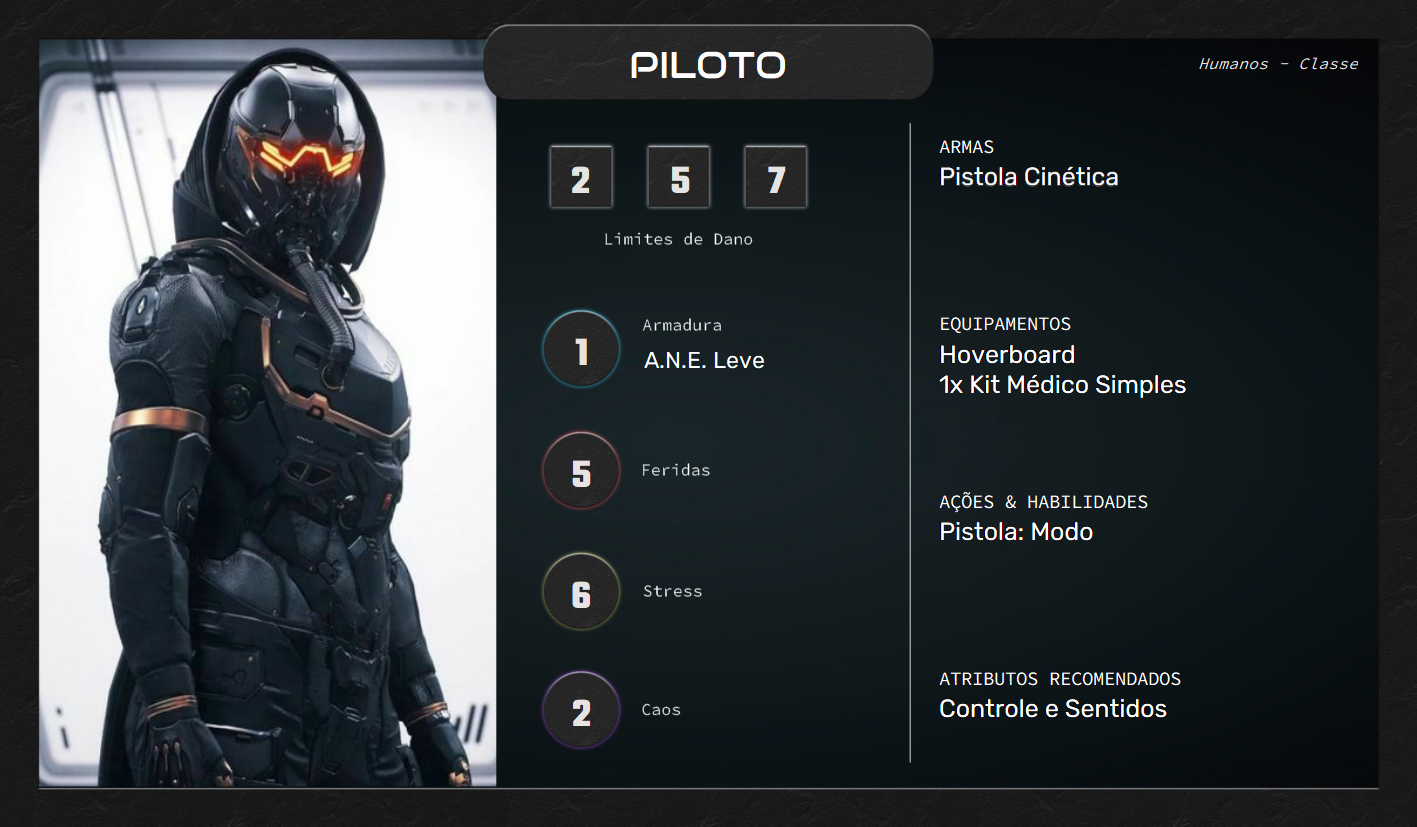 PILOTO
Humanos - Classe
2 5 7
Limites de Dano
1 Armadura
A.N.E. Leve
5 Feridas
6 Stress
2 Caos
ARMAS
Pistola Cinética
EQUIPAMENTOS
Hoverboard
1x Kit Médico Simples
AÇÕES & HABILIDADES
Pistola: Modo
ATRIBUTOS RECOMENDADOS
Controle e Sentidos